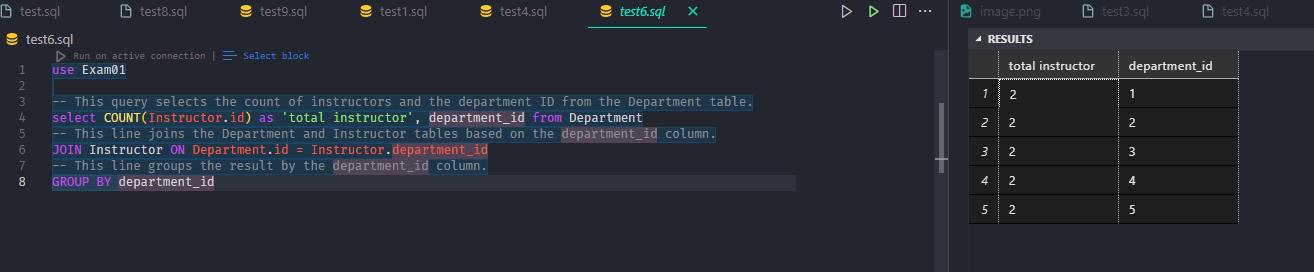 test.sql test8.sql test9.sql test1.sql test4.sql test6.sql ✕ ... image.png test3.sql test4.sql
test6.sql
Run on active connection | Select block
1 use Exam01
2
3 -- This query selects the count of instructors and the department ID from the Department table.
4 select COUNT(Instructor.id) as 'total instructor', department_id from Department
5 -- This line joins the Department and Instructor tables based on the department_id column.
6 JOIN Instructor ON Department.id = Instructor.department_id
7 -- This line groups the result by the department_id column.
8 GROUP BY department_id
RESULTS
total instructor department_id
1 2 1
2 2 2
3 2 3
4 2 4
5 2 5